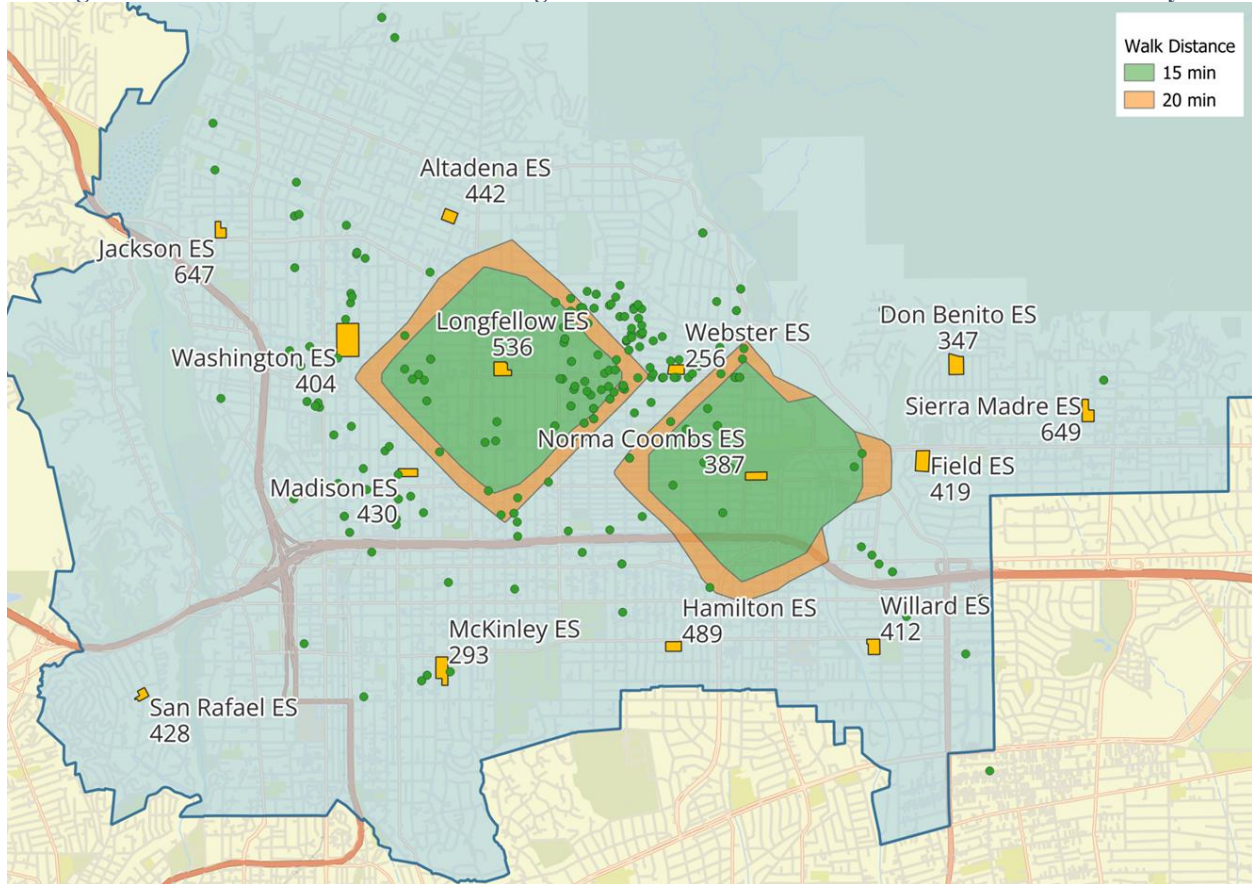 Walk Distance
15 min
20 min
Altadena ES
442
Jackson ES
647
Longfellow ES
536
Webster ES
256
Don Benito ES
347
Washington ES
404
Sierra Madre ES
649
Norma Coombs ES
387
Field ES
419
Madison ES
430
Hamilton ES
489
Willard ES
412
McKinley ES
293
San Rafael ES
428